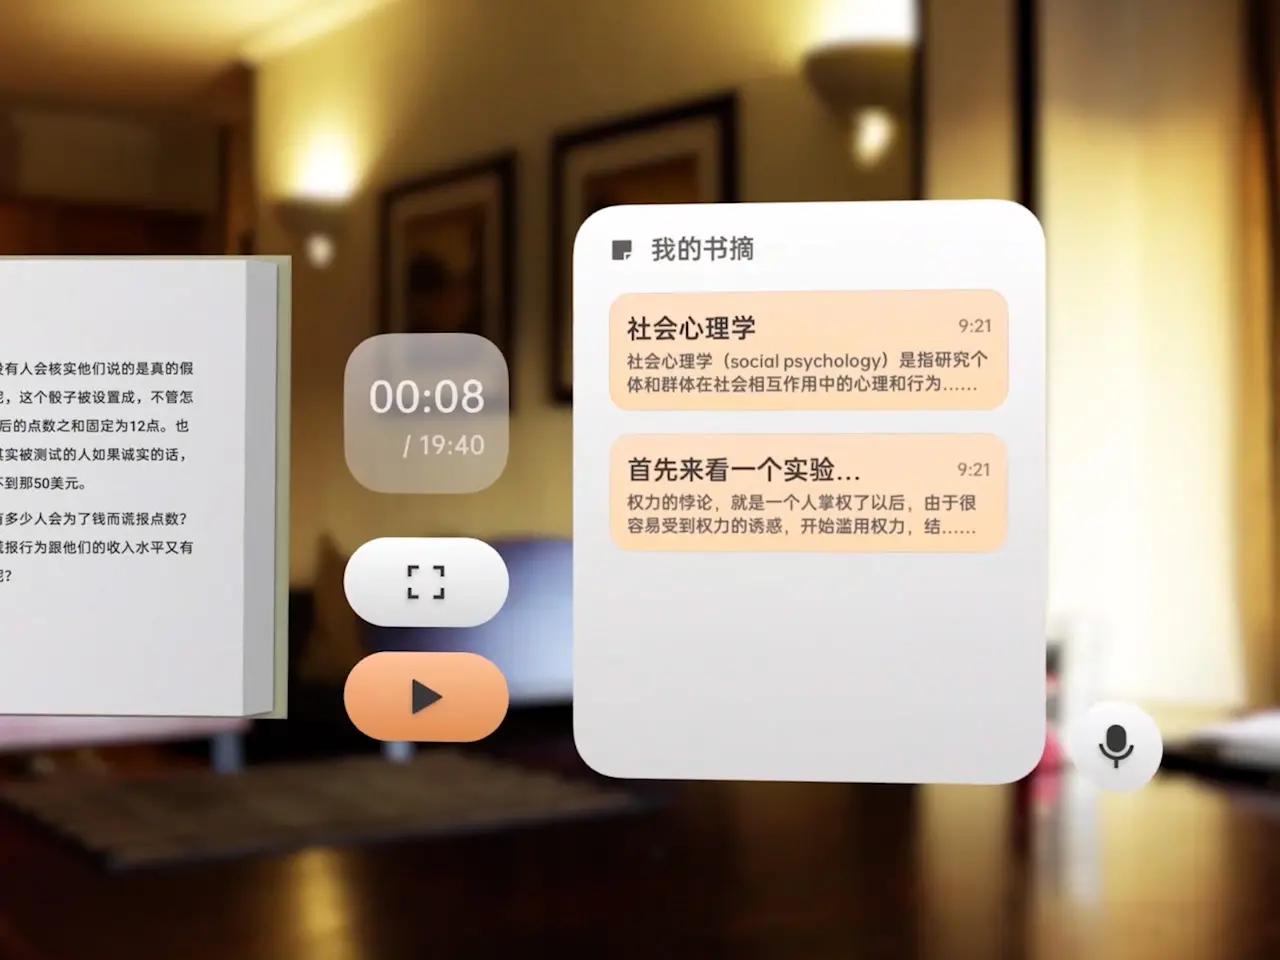 有人会核实他们说的是真的假
，这个骰子被设置成，不管怎
后的点数之和固定为12点。也
实被测试的人如果诚实的话，
到那50美元。
多少人会为了钱而谎报点数？
报行为跟他们的收入水平又有
？
00:08
/ 19:40
我的书摘
社会心理学 9:21
社会心理学（social psychology）是指研究个
体和群体在社会相互作用中的心理和行为……
首先来看一个实验... 9:21
权力的悖论，就是一个人掌权了以后，由于很
容易受到权力的诱惑，开始滥用权力，结……